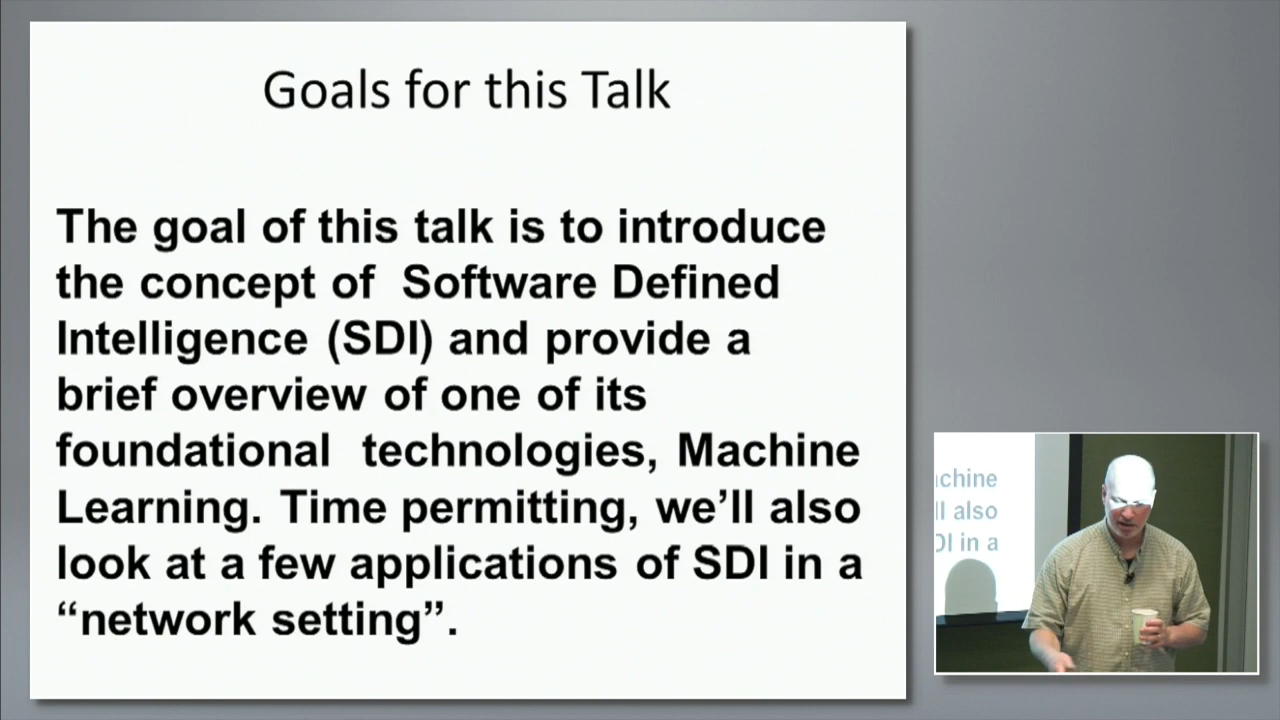 Goals for this Talk
The goal of this talk is to introduce
the concept of  Software Defined
Intelligence (SDI) and provide a
brief overview of one of its
foundational  technologies, Machine
Learning. Time permitting, we’ll also
look at a few applications of SDI in a
“network setting”.
achine
ll also
DI in a